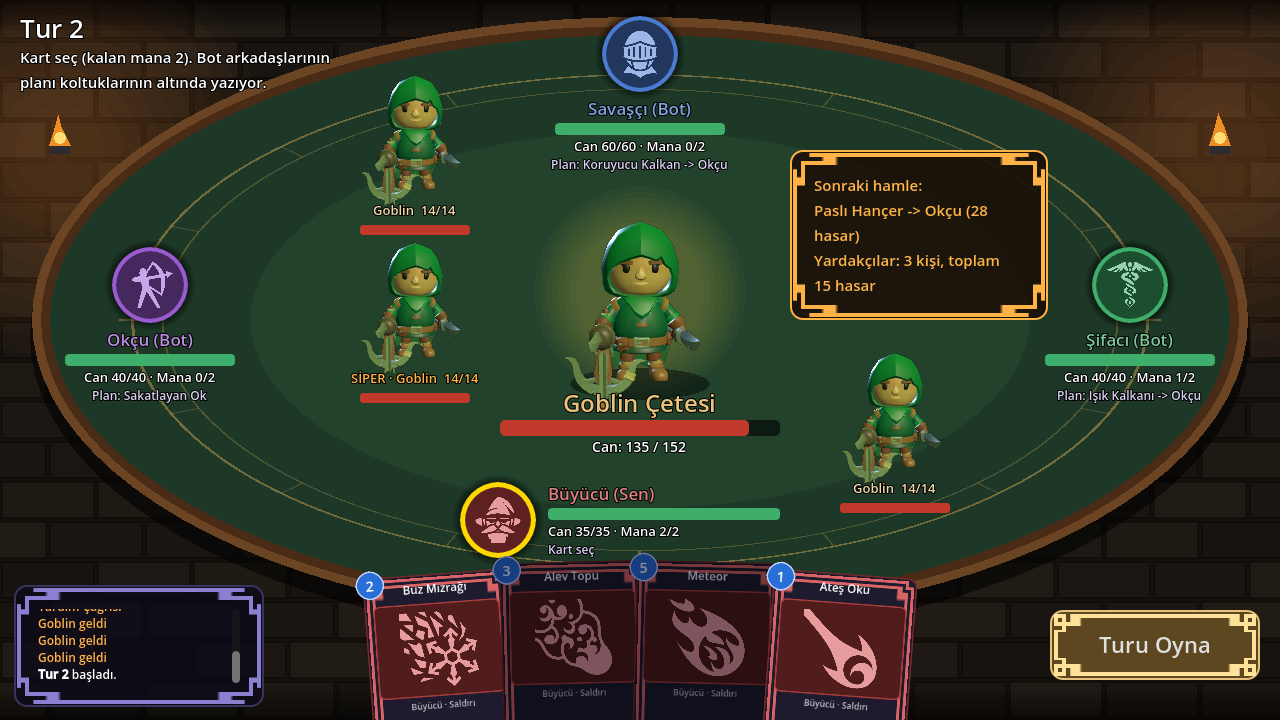 Tur 2
Kart seç (kalan mana 2). Bot arkadaşlarının
planı koltuklarının altında yazıyor.
Savaşçı (Bot)
Can 60/60 · Mana 0/2
Plan: Koruyucu Kalkan -> Okçu
Goblin 14/14
Sonraki hamle:
Paslı Hançer -> Okçu (28
hasar)
Yardakçılar: 3 kişi, toplam
15 hasar
Okçu (Bot)
Can 40/40 · Mana 0/2
Plan: Sakatlayan Ok
SİPER · Goblin 14/14
Şifacı (Bot)
Can 40/40 · Mana 1/2
Plan: Işık Kalkanı -> Okçu
Goblin Çetesi
Can: 135 / 152
Goblin 14/14
Büyücü (Sen)
Can 35/35 · Mana 2/2
Kart seç
2
Buz Mızrağı
Büyücü · Saldırı
3
Alev Topu
Büyücü · Saldırı
5
Meteor
Büyücü · Saldırı
1
Ateş Oku
Büyücü · Saldırı
Goblin geldi
Goblin geldi
Goblin geldi
Tur 2 başladı.
Turu Oyna